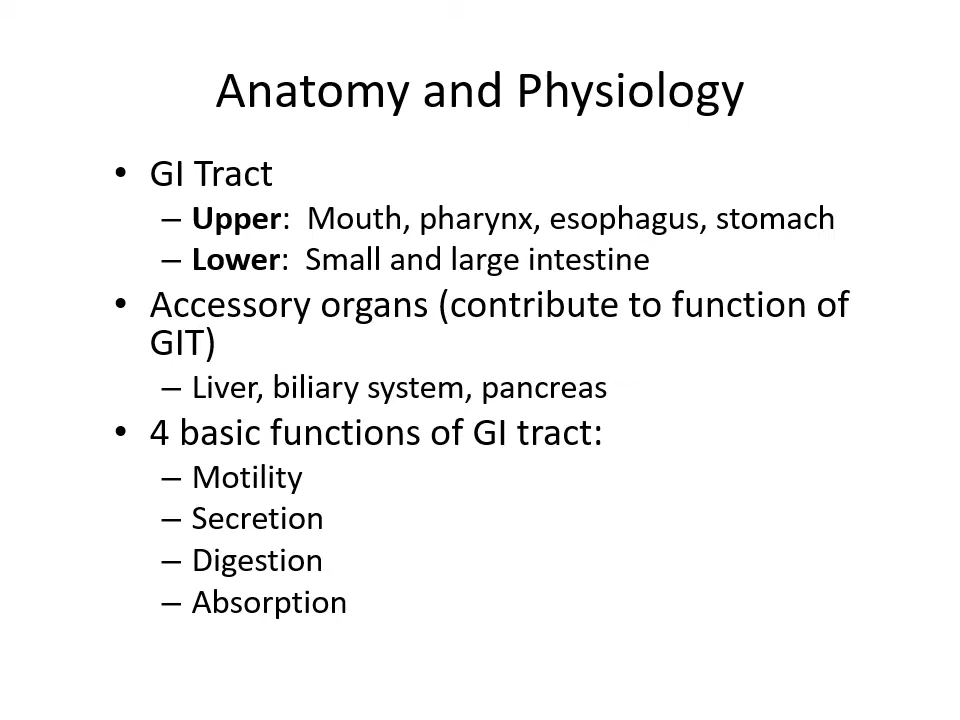 Anatomy and Physiology
• GI Tract
– Upper: Mouth, pharynx, esophagus, stomach
– Lower: Small and large intestine
• Accessory organs (contribute to function of
GIT)
– Liver, biliary system, pancreas
• 4 basic functions of GI tract:
– Motility
– Secretion
– Digestion
– Absorption